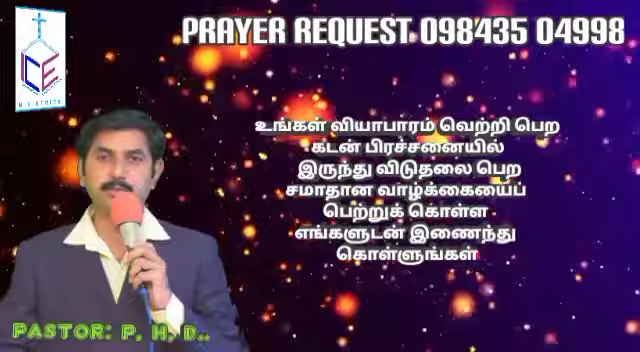 PRAYER REQUEST 098435 04998
CE
உங்கள் வியாபாரம் வெற்றி பெற
கடன் பிரச்சனையில்
இருந்து விடுதலை பெற
சமாதான வாழ்க்கையைப்
பெற்றுக் கொள்ள
எங்களுடன் இணைந்து
கொள்ளுங்கள்
PASTOR: P, H, D..